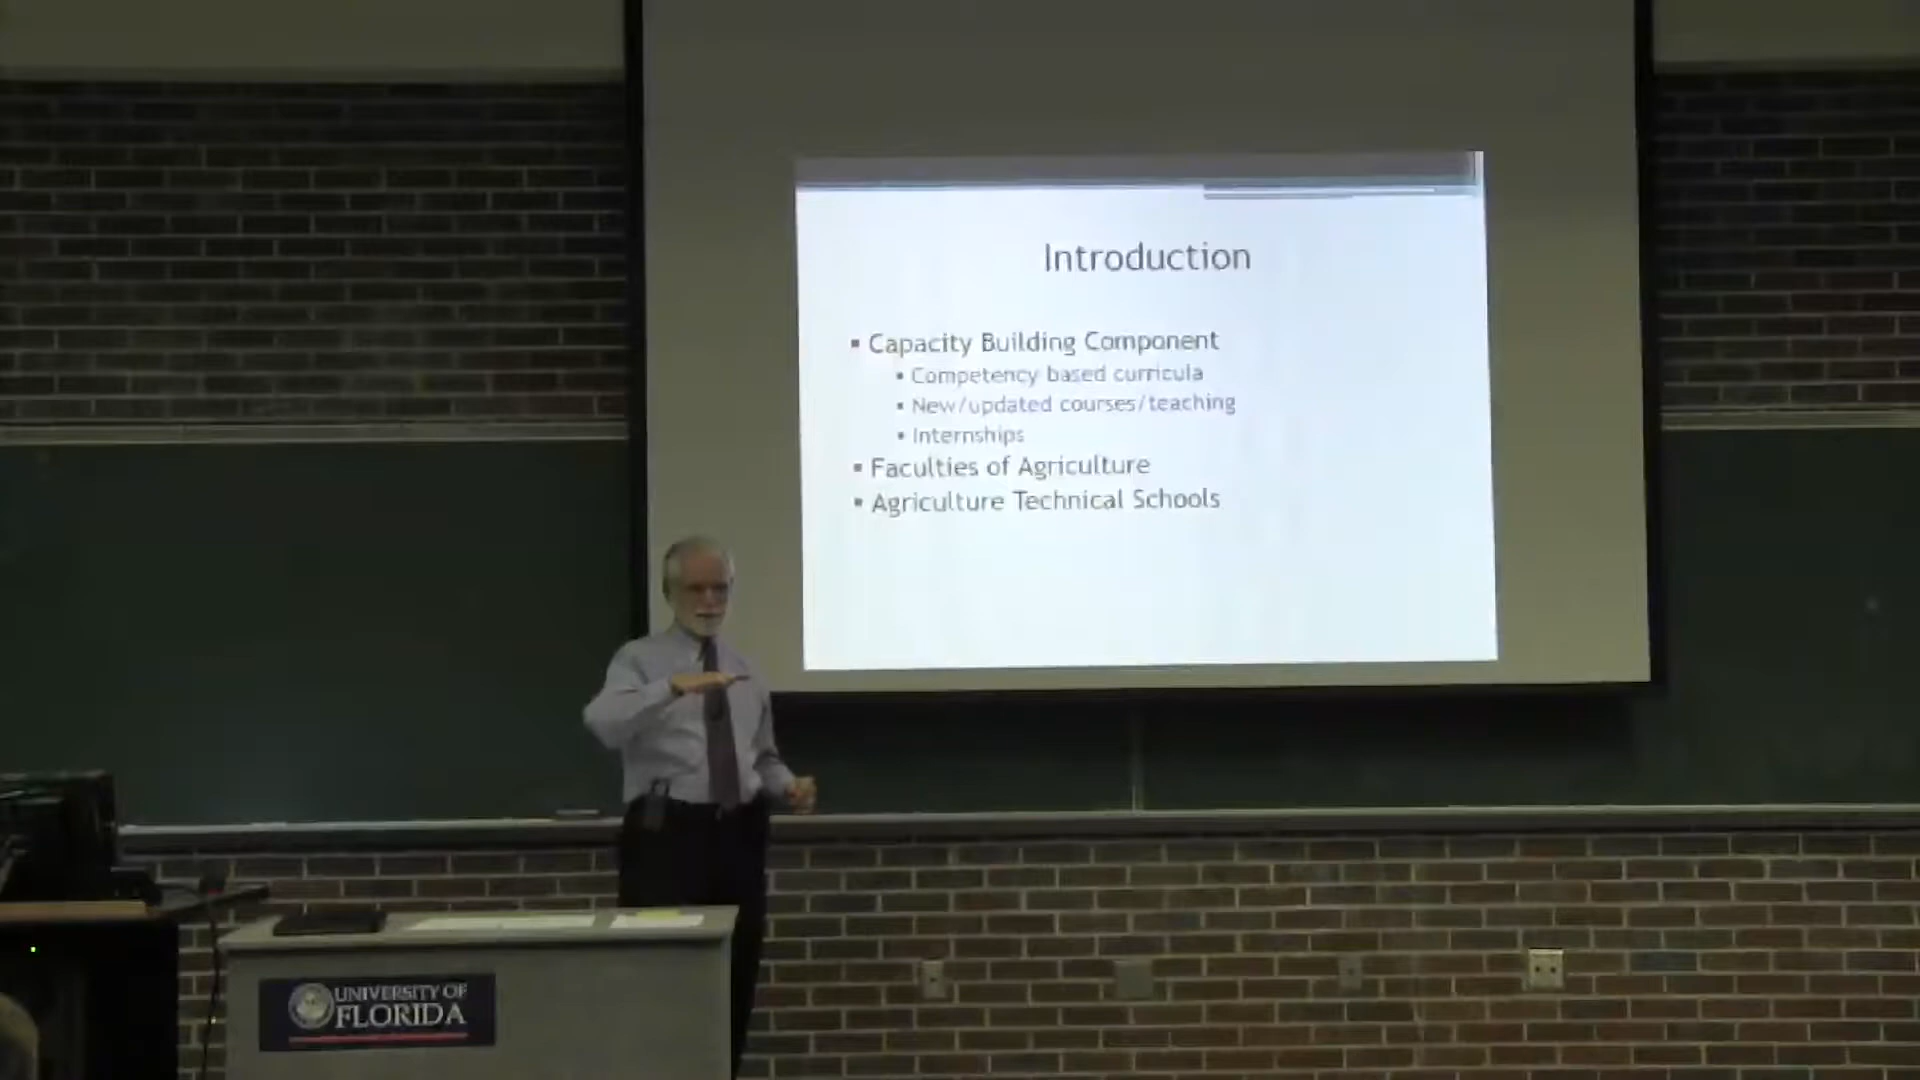 Introduction
▪ Capacity Building Component
▪ Competency based curricula
▪ New/updated courses/teaching
▪ Internships
▪ Faculties of Agriculture
▪ Agriculture Technical Schools
UNIVERSITY OF
FLORIDA